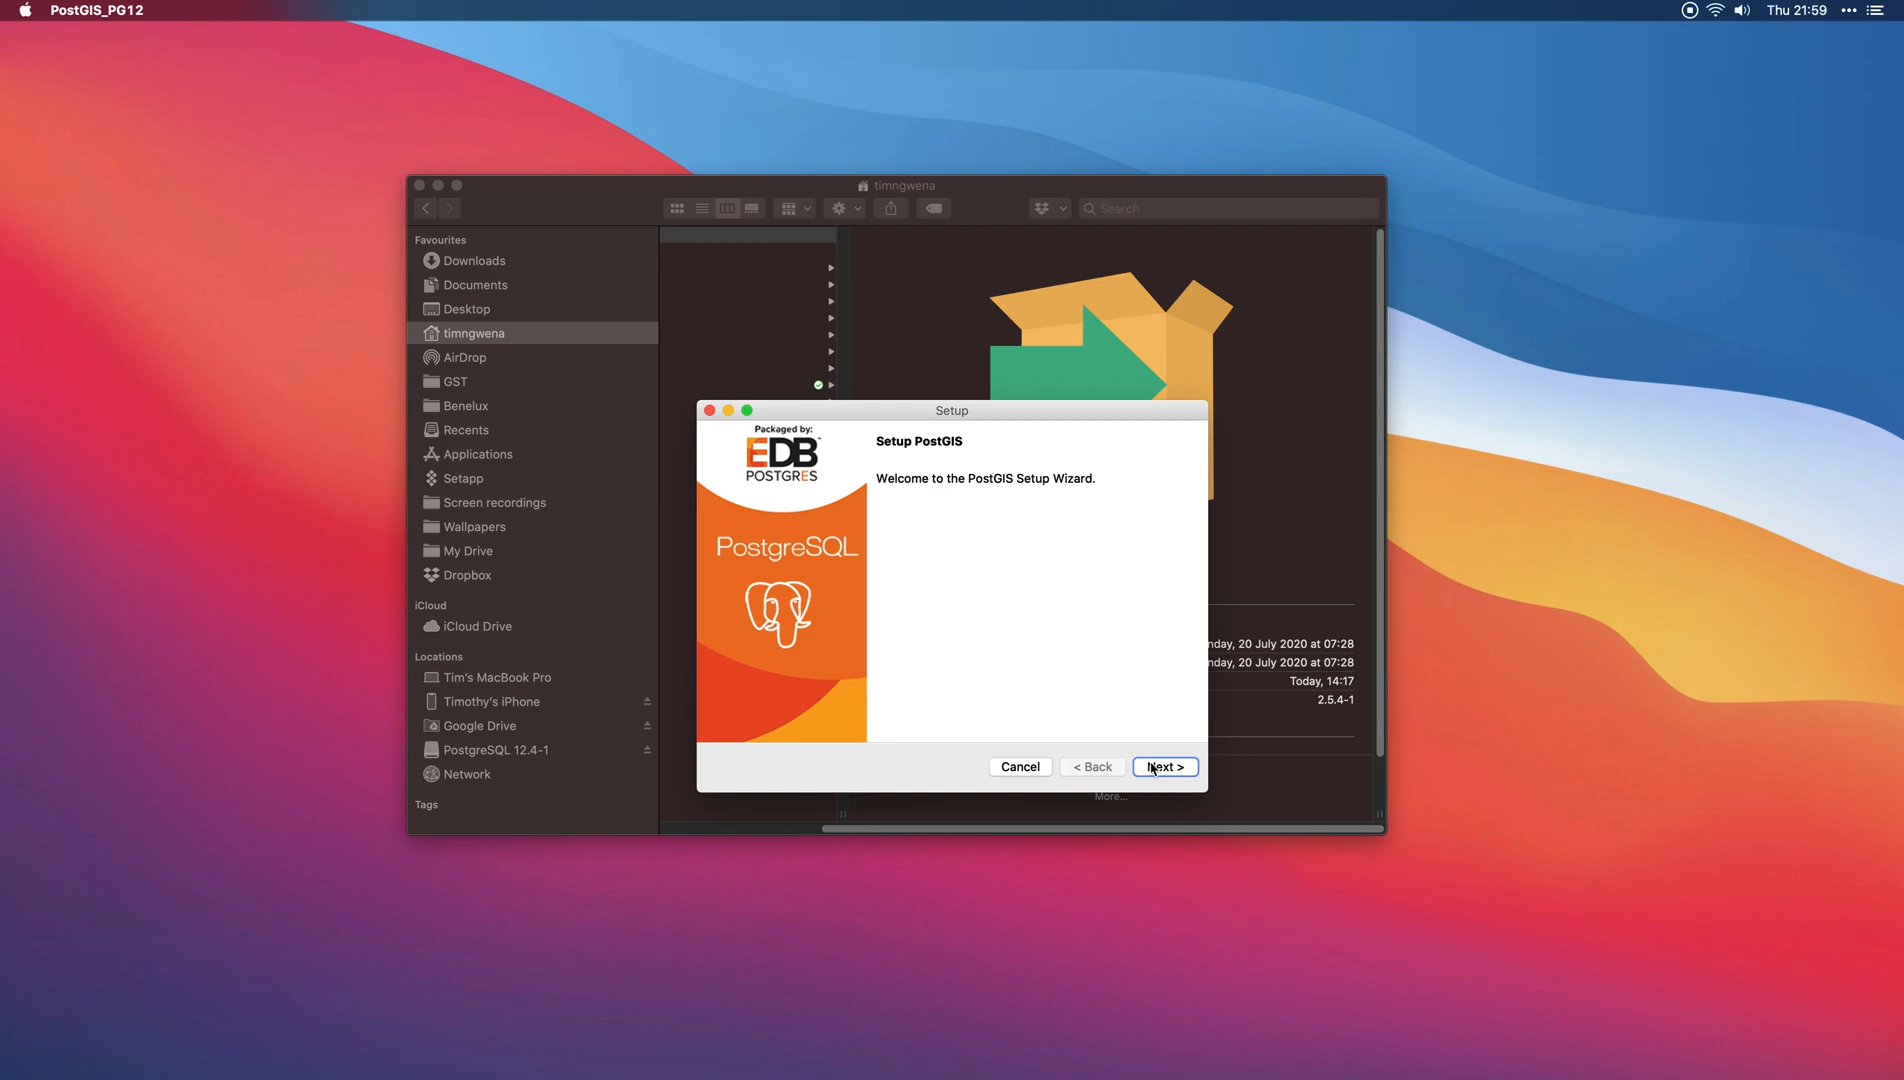 PostGIS_PG12
Thu 21:59
timngwena
Search
Favourites
Downloads
Documents
Desktop
timngwena
AirDrop
GST
Benelux
Recents
Applications
Setapp
Screen recordings
Wallpapers
My Drive
Dropbox
iCloud
iCloud Drive
Locations
Tim's MacBook Pro
Timothy's iPhone
Google Drive
PostgreSQL 12.4-1
Network
Tags
Setup
Packaged by:
EDB
POSTGRES
PostgreSQL
Setup PostGIS
Welcome to the PostGIS Setup Wizard.
Cancel
< Back
Next >
nday, 20 July 2020 at 07:28
nday, 20 July 2020 at 07:28
Today, 14:17
2.5.4-1
More...